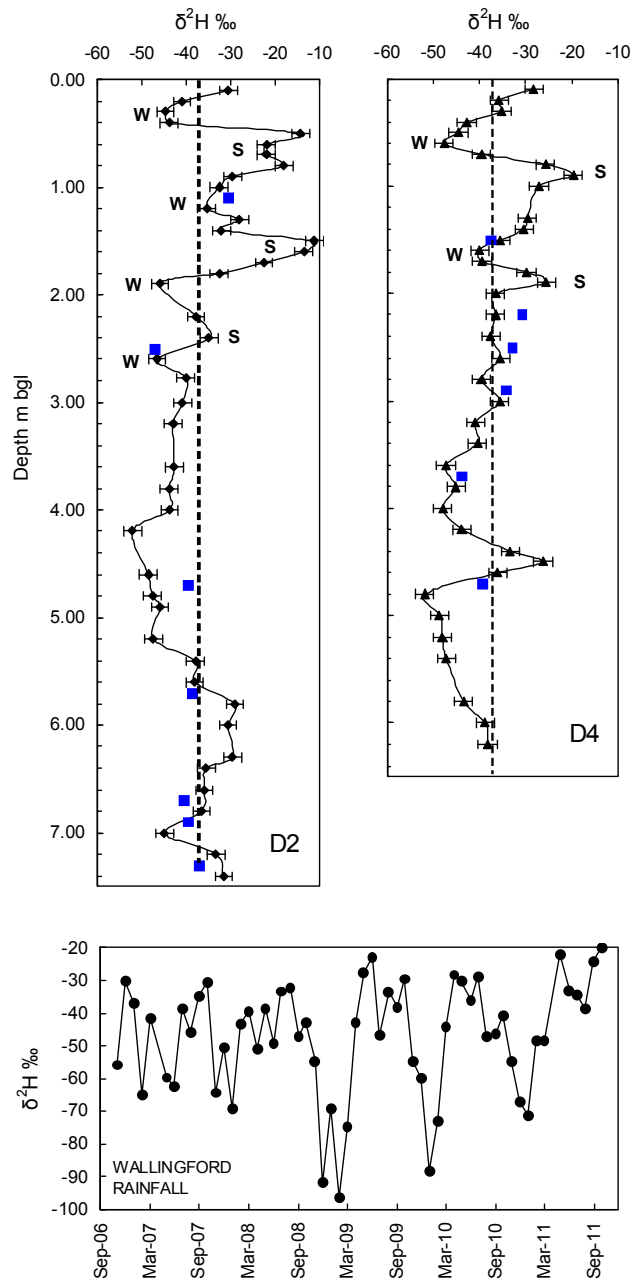 δ²H ‰
-60 -50 -40 -30 -20 -10
δ²H ‰
-60 -50 -40 -30 -20 -10
0.00
1.00
2.00
3.00
4.00
5.00
6.00
7.00
Depth m bgl
W
S
W
S
W
S
W
D2
W
S
W
S
D4
-20
-30
-40
-50
-60
-70
-80
-90
-100
δ²H ‰
WALLINGFORD
RAINFALL
Sep-06
Mar-07
Sep-07
Mar-08
Sep-08
Mar-09
Sep-09
Mar-10
Sep-10
Mar-11
Sep-11